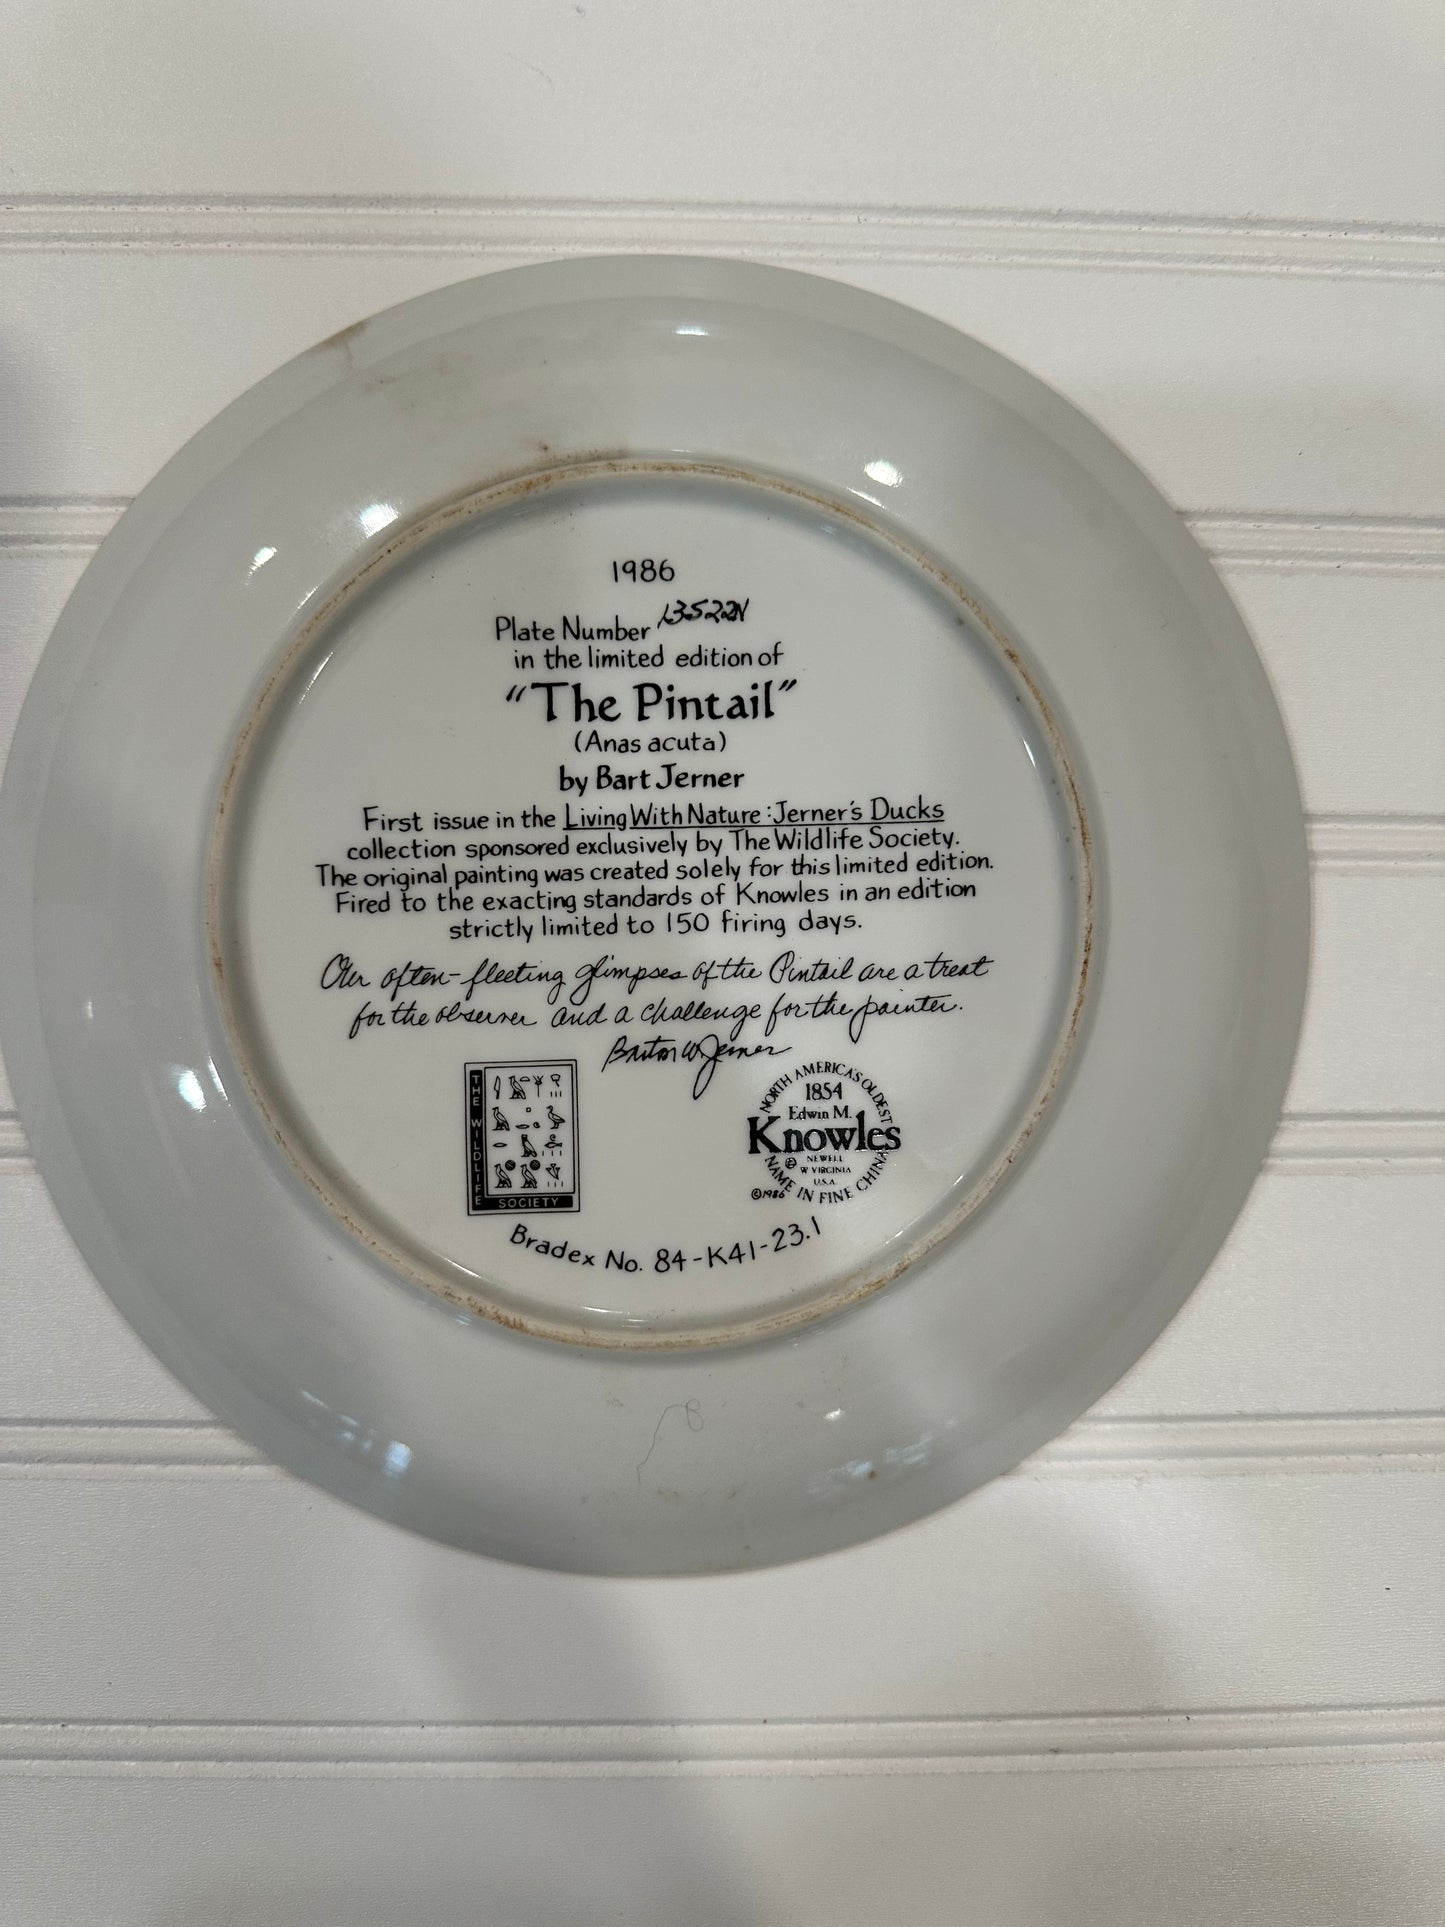 1986
Plate Number 13522N
in the limited edition of
"The Pintail"
(Anas acuta)
by Bart Jerner
First issue in the Living With Nature: Jerner's Ducks
collection sponsored exclusively by The Wildlife Society.
The original painting was created solely for this limited edition.
Fired to the exacting standards of Knowles in an edition
strictly limited to 150 firing days.
Our often-fleeting glimpses of the Pintail are a treat
for the observer and a challenge for the painter.
Barton W. Jerner
THE WILDLIFE
SOCIETY
NORTH AMERICA'S OLDEST
1854
Edwin M.
Knowles
NEWELL
W VIRGINIA
U.S.A.
NAME IN FINE CHINA
©1986
Bradex No. 84-K41-23.1